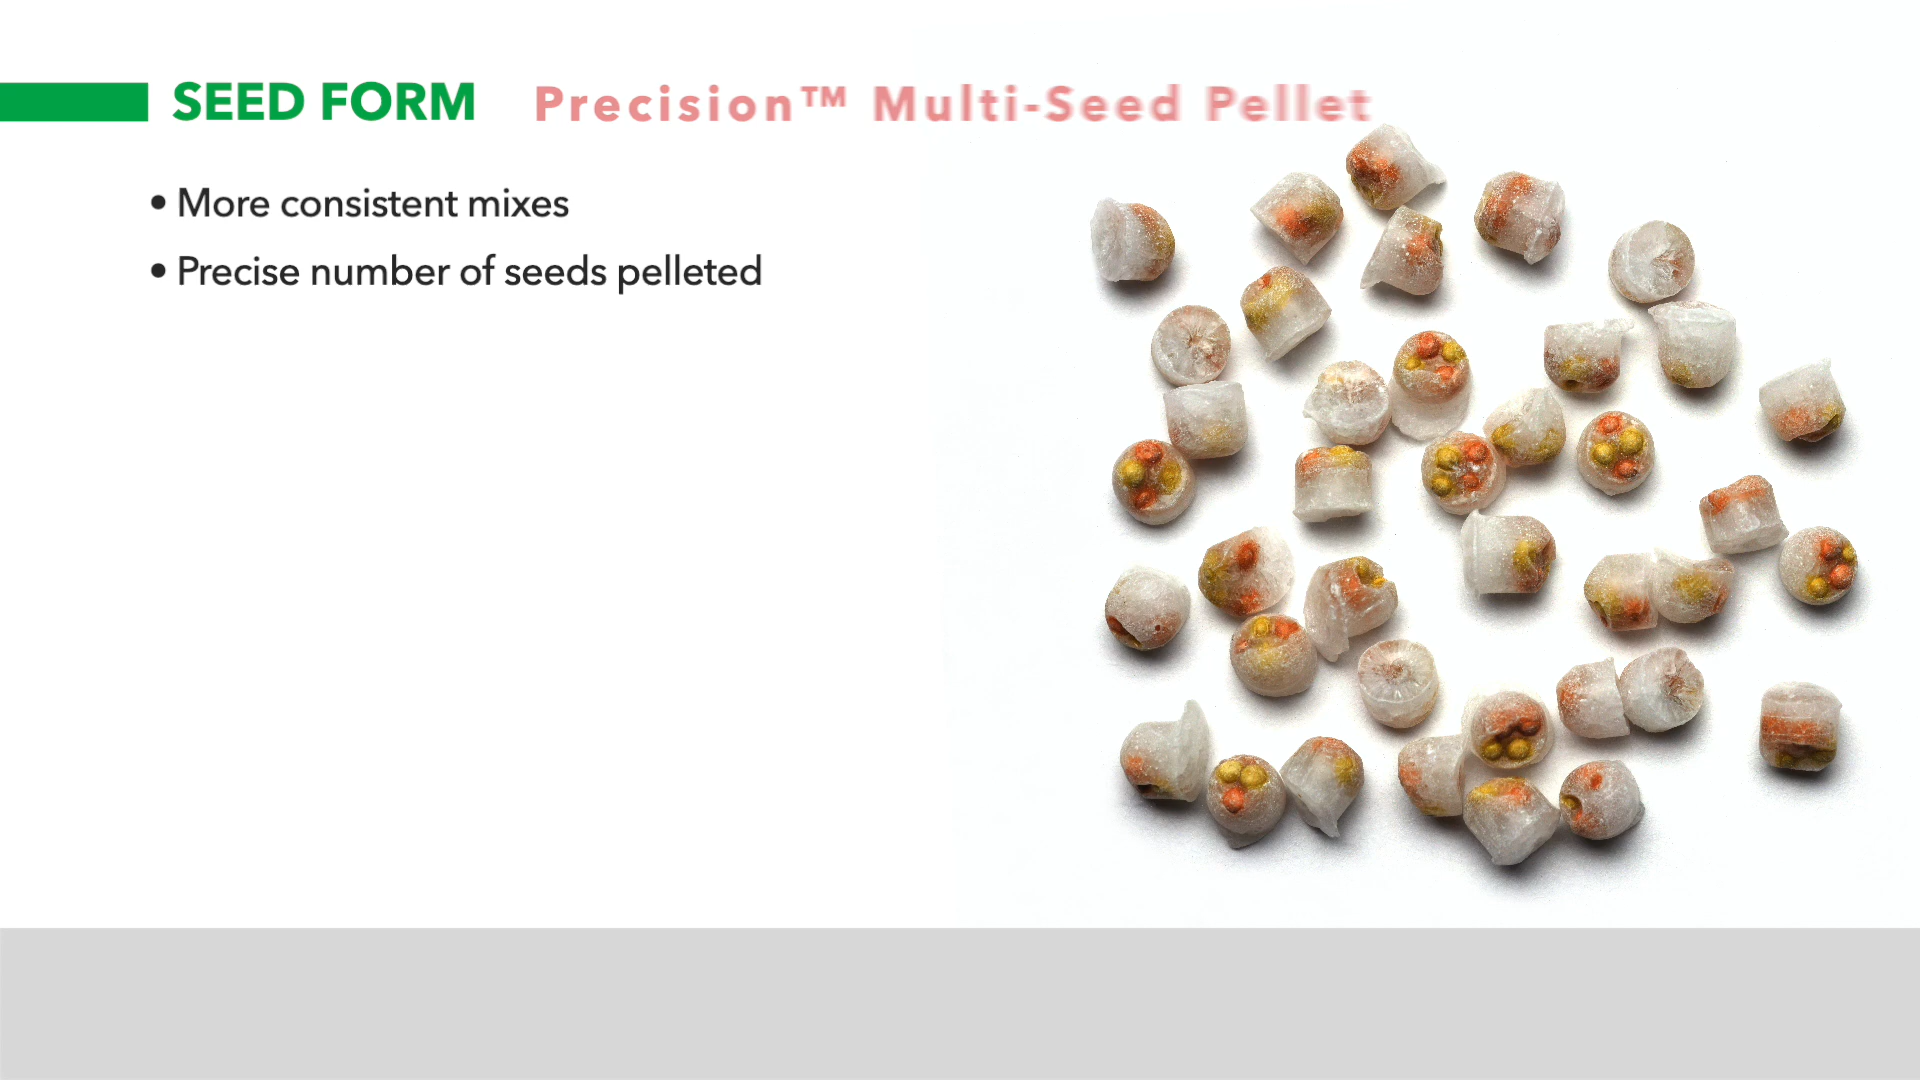 SEED FORM Precision™ Multi-Seed Pellet
• More consistent mixes
• Precise number of seeds pelleted